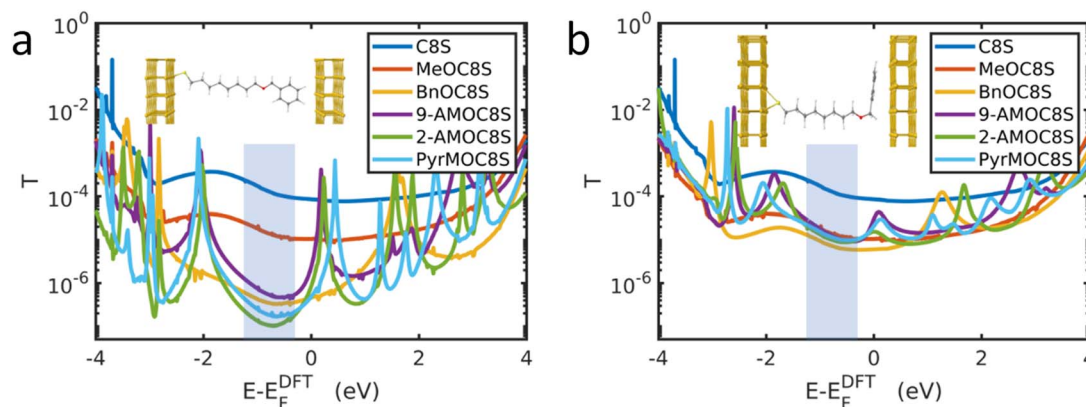 a
10^0
10^-2
10^-4
10^-6
T
C8S
MeOC8S
BnOC8S
9-AMOC8S
2-AMOC8S
PyrMOC8S
-4
-2
0
2
4
E-E_F^DFT (eV)
b
10^0
10^-2
10^-4
10^-6
T
C8S
MeOC8S
BnOC8S
9-AMOC8S
2-AMOC8S
PyrMOC8S
-4
-2
0
2
4
E-E_F^DFT (eV)